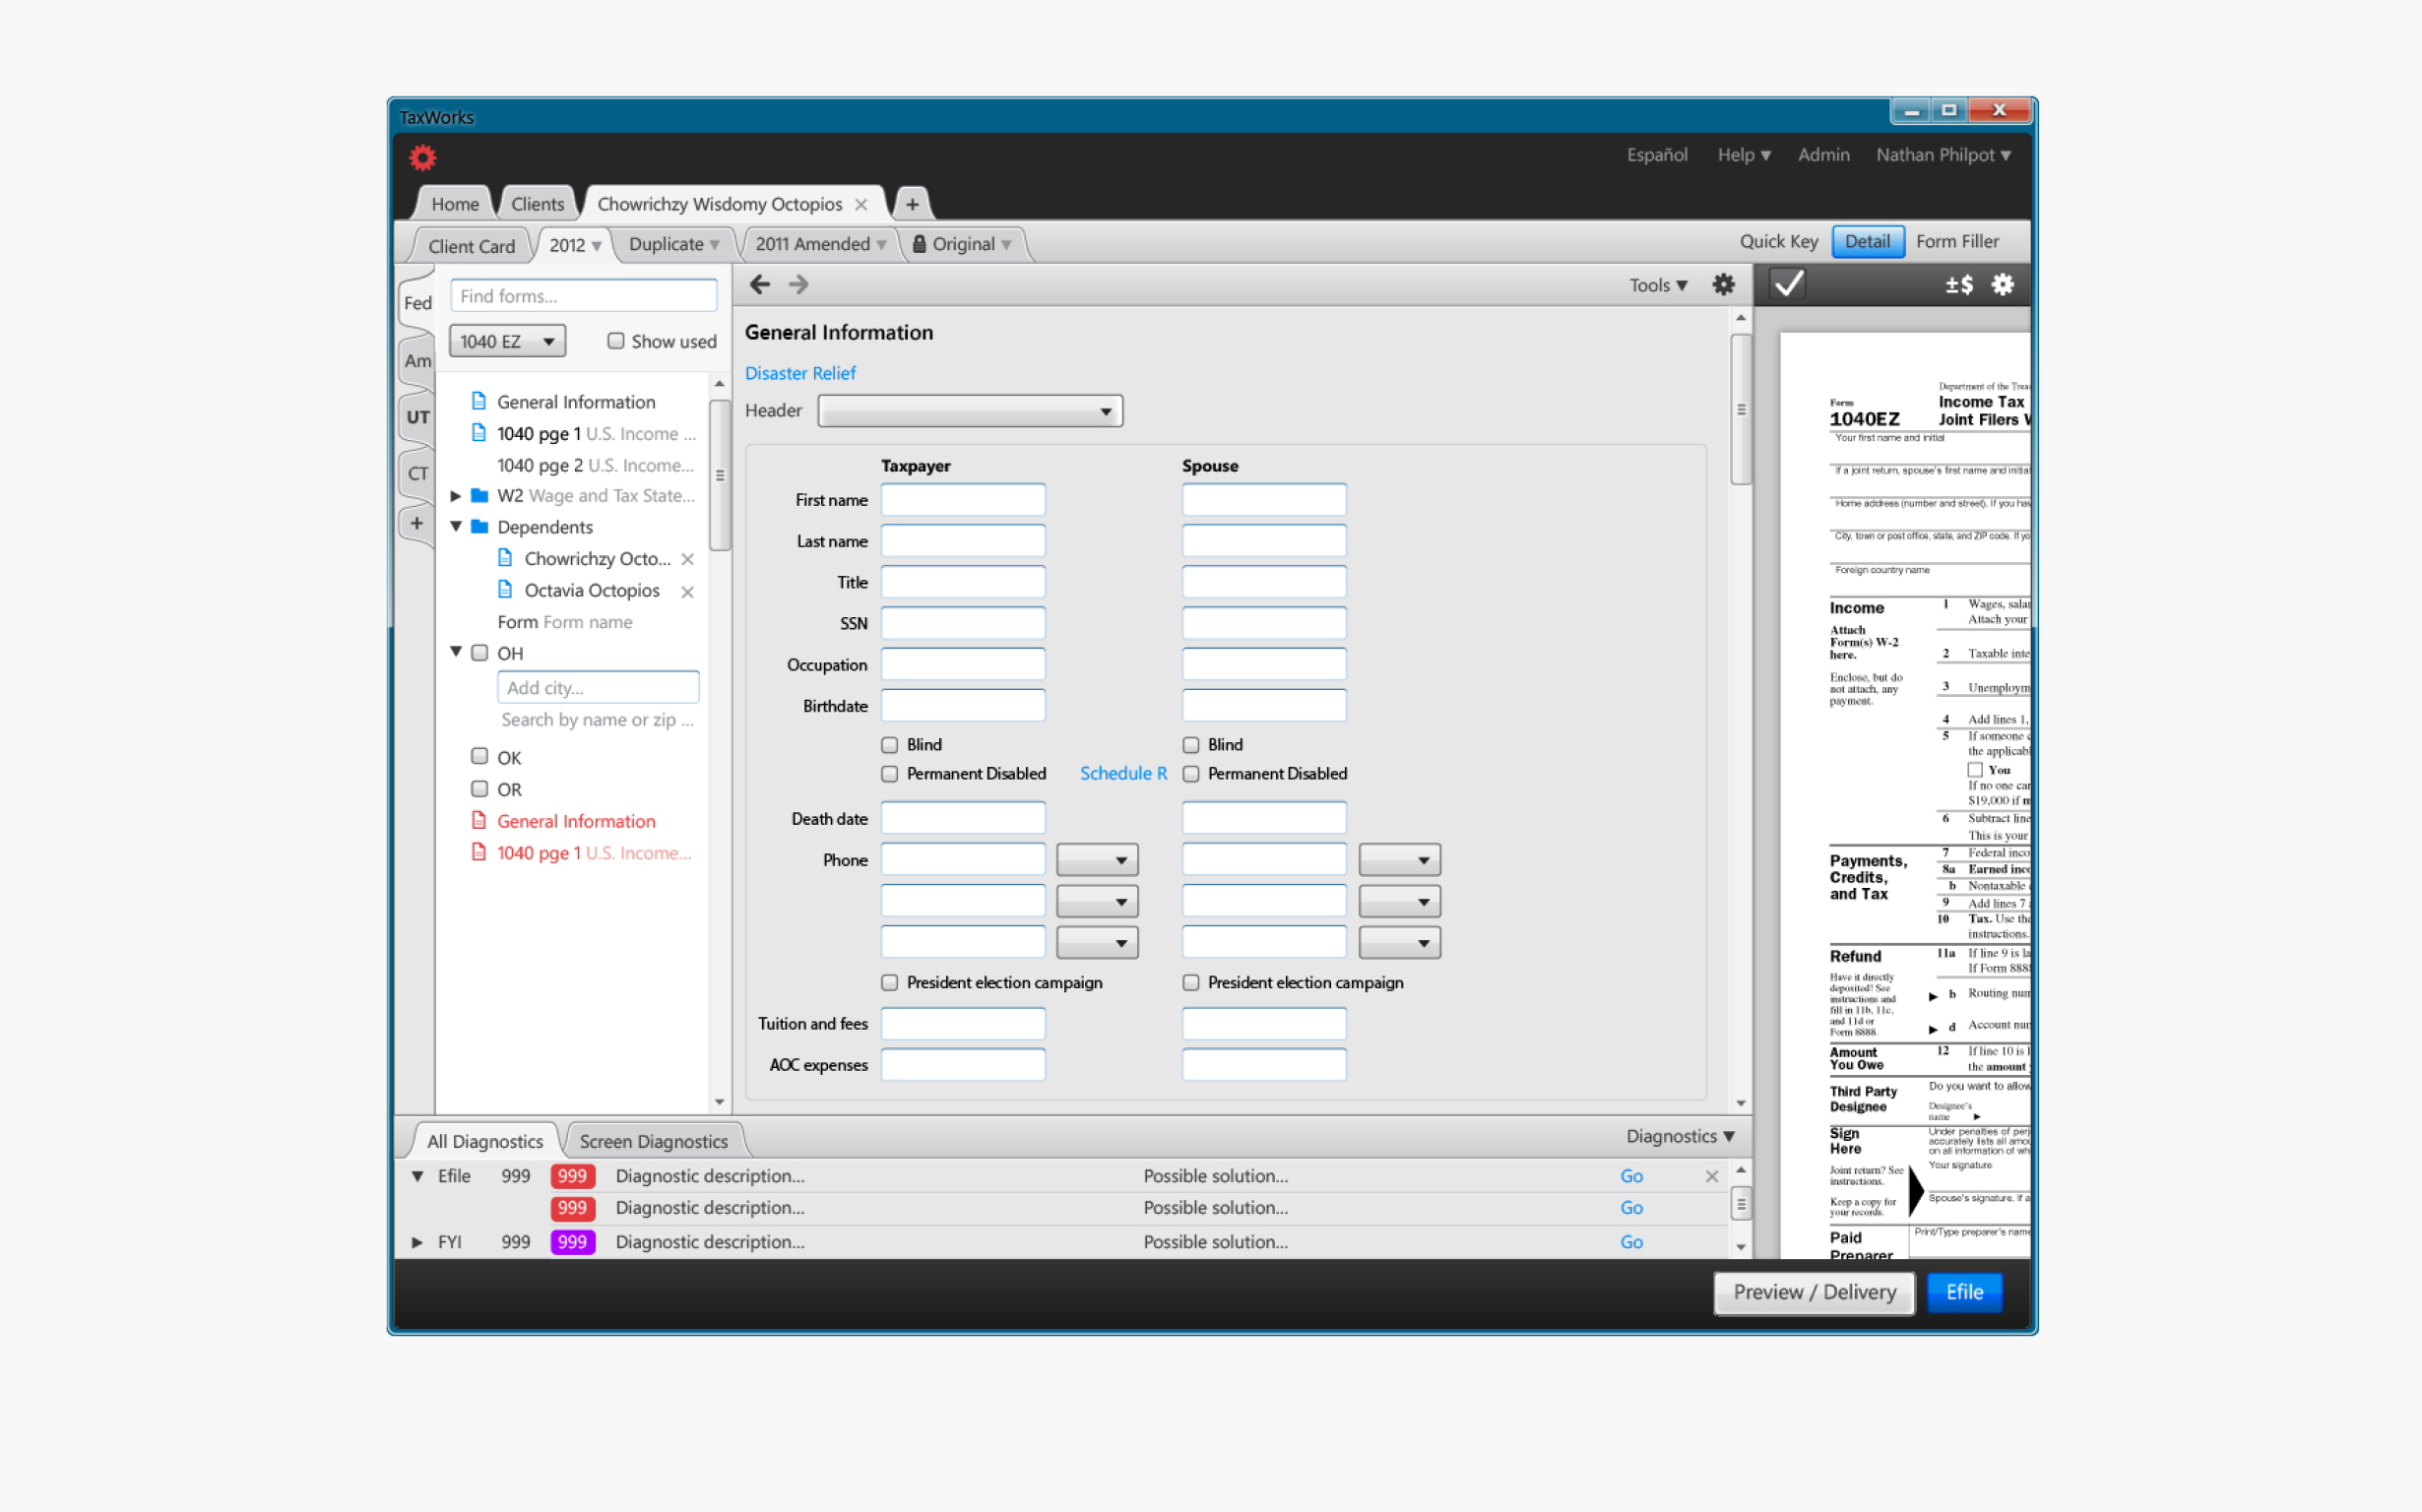 TaxWorks
Español Help ▼ Admin Nathan Philpot ▼
Home Clients Chowrichzy Wisdomy Octopios × +
Client Card 2012 ▼ Duplicate ▼ 2011 Amended ▼ Original ▼ Quick Key Detail Form Filler
Fed
Am
UT
CT
+
Find forms...
1040 EZ ▼ Show used
General Information
1040 pge 1 U.S. Income ...
1040 pge 2 U.S. Income...
W2 Wage and Tax State...
Dependents
Chowrichzy Octo... ×
Octavia Octopios ×
Form Form name
OH
Add city...
Search by name or zip ...
OK
OR
General Information
1040 pge 1 U.S. Income...
Tools ▼
±$
General Information
Disaster Relief
Header
Taxpayer Spouse
First name
Last name
Title
SSN
Occupation
Birthdate
Blind Blind
Permanent Disabled Schedule R Permanent Disabled
Death date
Phone
President election campaign President election campaign
Tuition and fees
AOC expenses
Department of the Trea
Form
1040EZ
Income Tax
Joint Filers
Your first name and initial
If a joint return, spouse's first name and initial
Home address (number and street). If you hav
City, town or post office, state, and ZIP code. If yo
Foreign country name
Income
Attach
Form(s) W-2
here.
Enclose, but do
not attach, any
payment.
1 Wages, salar
Attach your
2 Taxable inte
3 Unemploym
4 Add lines 1,
5 If someone
the applicabl
You
If no one can
$19,000 if
6 Subtract line
This is your
Payments,
Credits,
and Tax
7 Federal inco
8a Earned inco
b Nontaxable
9 Add lines 7
10 Tax. Use the
instructions.
Refund
Have it directly
deposited! See
instructions and
fill in 11b, 11c,
and 11d or
Form 8888.
11a If line 9 is la
If Form 8888
b Routing num
d Account num
Amount
You Owe
12 If line 10 is l
the amount
Third Party
Designee
Do you want to allow
Designee's
name
Sign
Here
Joint return? See
instructions.
Keep a copy for
your records.
Under penalties of perj
accurately lists all amou
on all information of wh
Your signature
Spouse's signature. If a
Paid
Preparer
Print/Type preparer's name
All Diagnostics Screen Diagnostics Diagnostics ▼
Efile 999 999 Diagnostic description... Possible solution... Go ×
999 Diagnostic description... Possible solution... Go
FYI 999 999 Diagnostic description... Possible solution... Go
Preview / Delivery Efile